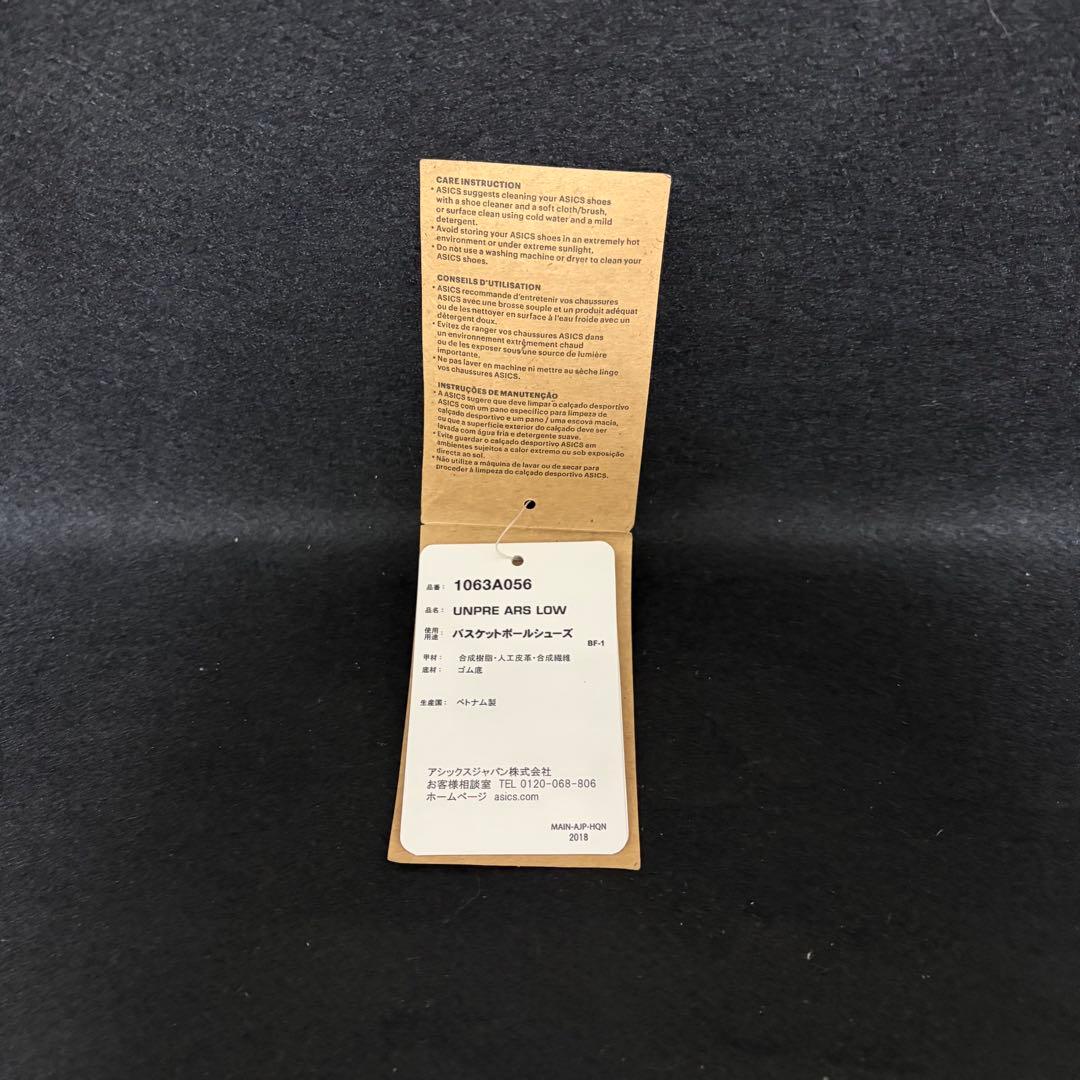 CARE INSTRUCTION
• ASICS suggests cleaning your ASICS shoes
with a shoe cleaner and a soft cloth/brush,
or surface clean using cold water and a mild
detergent.
• Avoid storing your ASICS shoes in an extremely hot
environment or under extreme sunlight.
• Do not use a washing machine or dryer to clean your
ASICS shoes.
CONSEILS D'UTILISATION
• ASICS recommande d'entretenir vos chaussures
ASICS avec une brosse souple et un produit adéquat
ou de les nettoyer en surface à l'eau froide avec un
détergent doux.
• Evitez de ranger vos chaussures ASICS dans
un environnement extrêmement chaud
ou de les exposer sous une source de lumière
importante.
• Ne pas laver en machine ni mettre au sèche linge
vos chaussures ASICS.
INSTRUÇÕES DE MANUTENÇÃO
• A ASICS sugere que deve limpar o calçado desportivo
ASICS com um pano específico para limpeza de
calçado desportivo e um pano / uma escova macia,
ou que a superfície exterior do calçado deve ser
lavada com água fria e detergente suave.
• Evite guardar o calçado desportivo ASICS em
ambientes sujeitos a calor extremo ou sob exposição
directa ao sol.
• Não utilize a máquina de lavar ou de secar para
proceder à limpeza do calçado desportivo ASICS.
品番： 1063A056
品名： UNPRE ARS LOW
使用用途： バスケットボールシューズ
BF-1
甲材： 合成樹脂・人工皮革・合成繊維
底材： ゴム底
生産国： ベトナム製
アシックスジャパン株式会社
お客様相談室 TEL 0120-068-806
ホームページ asics.com
MAIN-AJP-HQN
2018